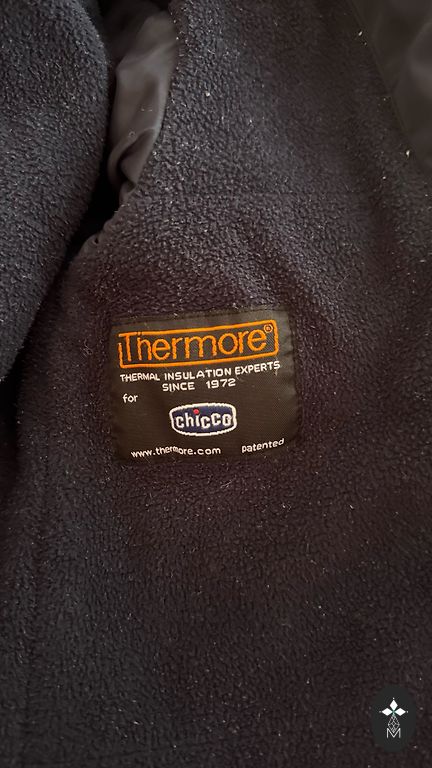 Thermore®
THERMAL INSULATION EXPERTS
SINCE 1972
for
chicco
www.thermore.com patented
M